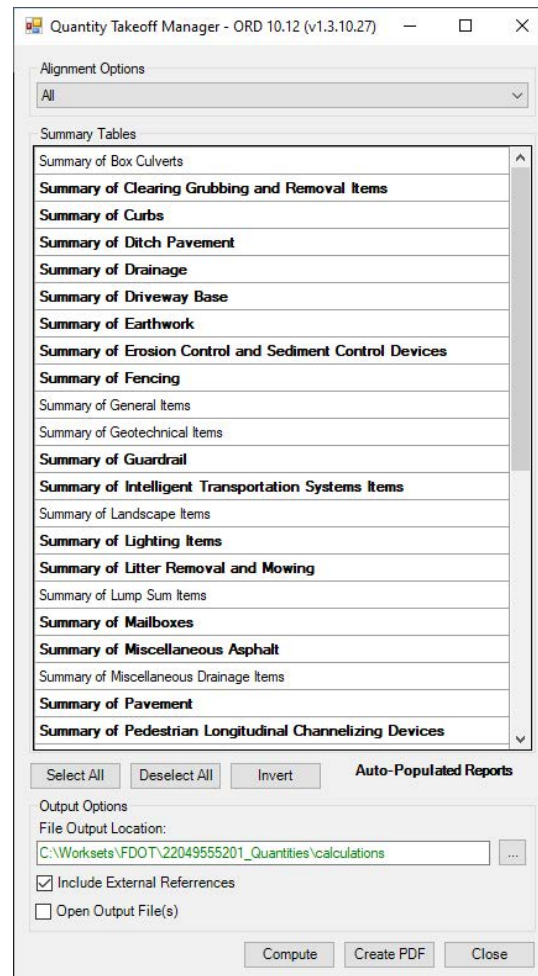 Quantity Takeoff Manager - ORD 10.12 (v1.3.10.27)
Alignment Options
All
Summary Tables
Summary of Box Culverts
Summary of Clearing Grubbing and Removal Items
Summary of Curbs
Summary of Ditch Pavement
Summary of Drainage
Summary of Driveway Base
Summary of Earthwork
Summary of Erosion Control and Sediment Control Devices
Summary of Fencing
Summary of General Items
Summary of Geotechnical Items
Summary of Guardrail
Summary of Intelligent Transportation Systems Items
Summary of Landscape Items
Summary of Lighting Items
Summary of Litter Removal and Mowing
Summary of Lump Sum Items
Summary of Mailboxes
Summary of Miscellaneous Asphalt
Summary of Miscellaneous Drainage Items
Summary of Pavement
Summary of Pedestrian Longitudinal Channelizing Devices
Select All Deselect All Invert Auto-Populated Reports
Output Options
File Output Location:
C:\Worksets\FDOT\22049555201_Quantities\calculations ...
Include External Referrences
Open Output File(s)
Compute Create PDF Close